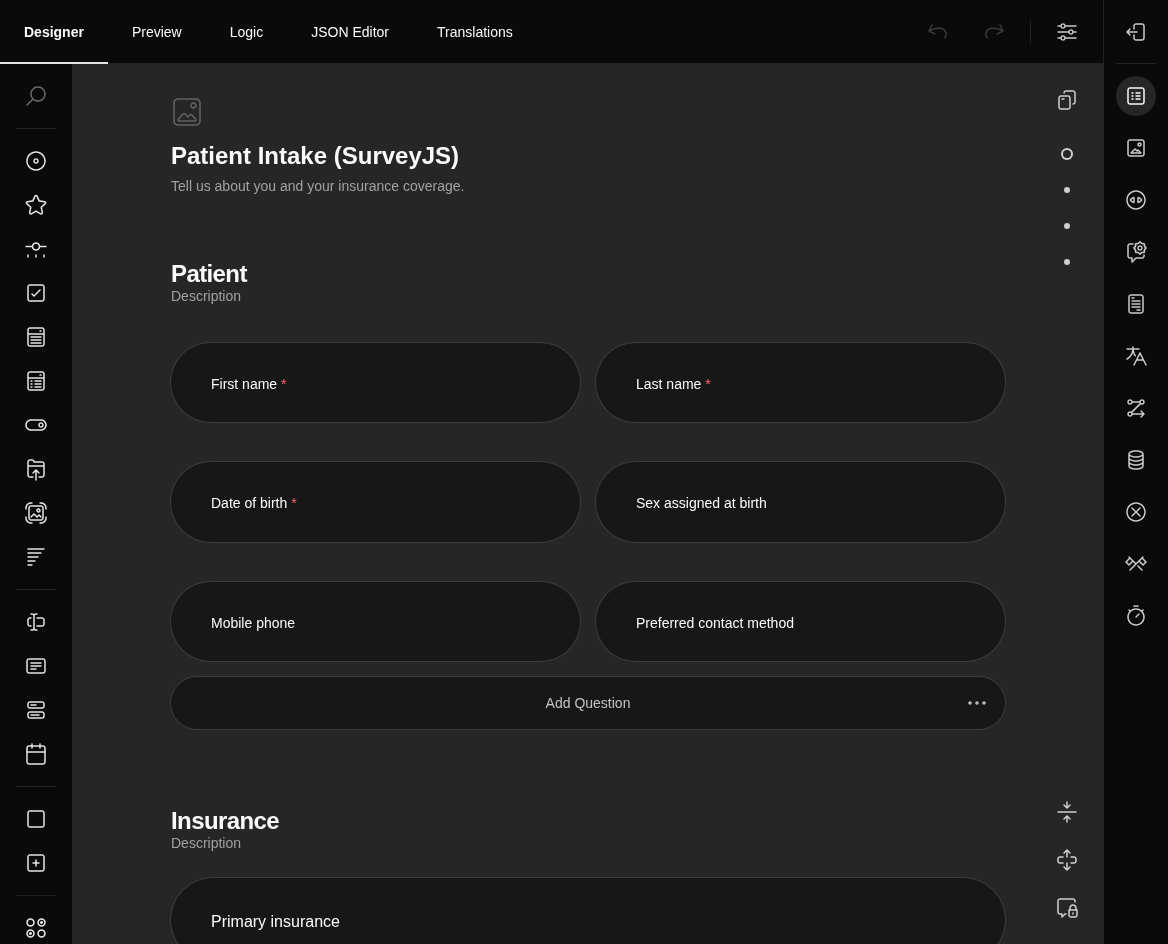 Designer
Preview
Logic
JSON Editor
Translations
Patient Intake (SurveyJS)
Tell us about you and your insurance coverage.
Patient
Description
First name *
Last name *
Date of birth *
Sex assigned at birth
Mobile phone
Preferred contact method
Add Question
Insurance
Description
Primary insurance